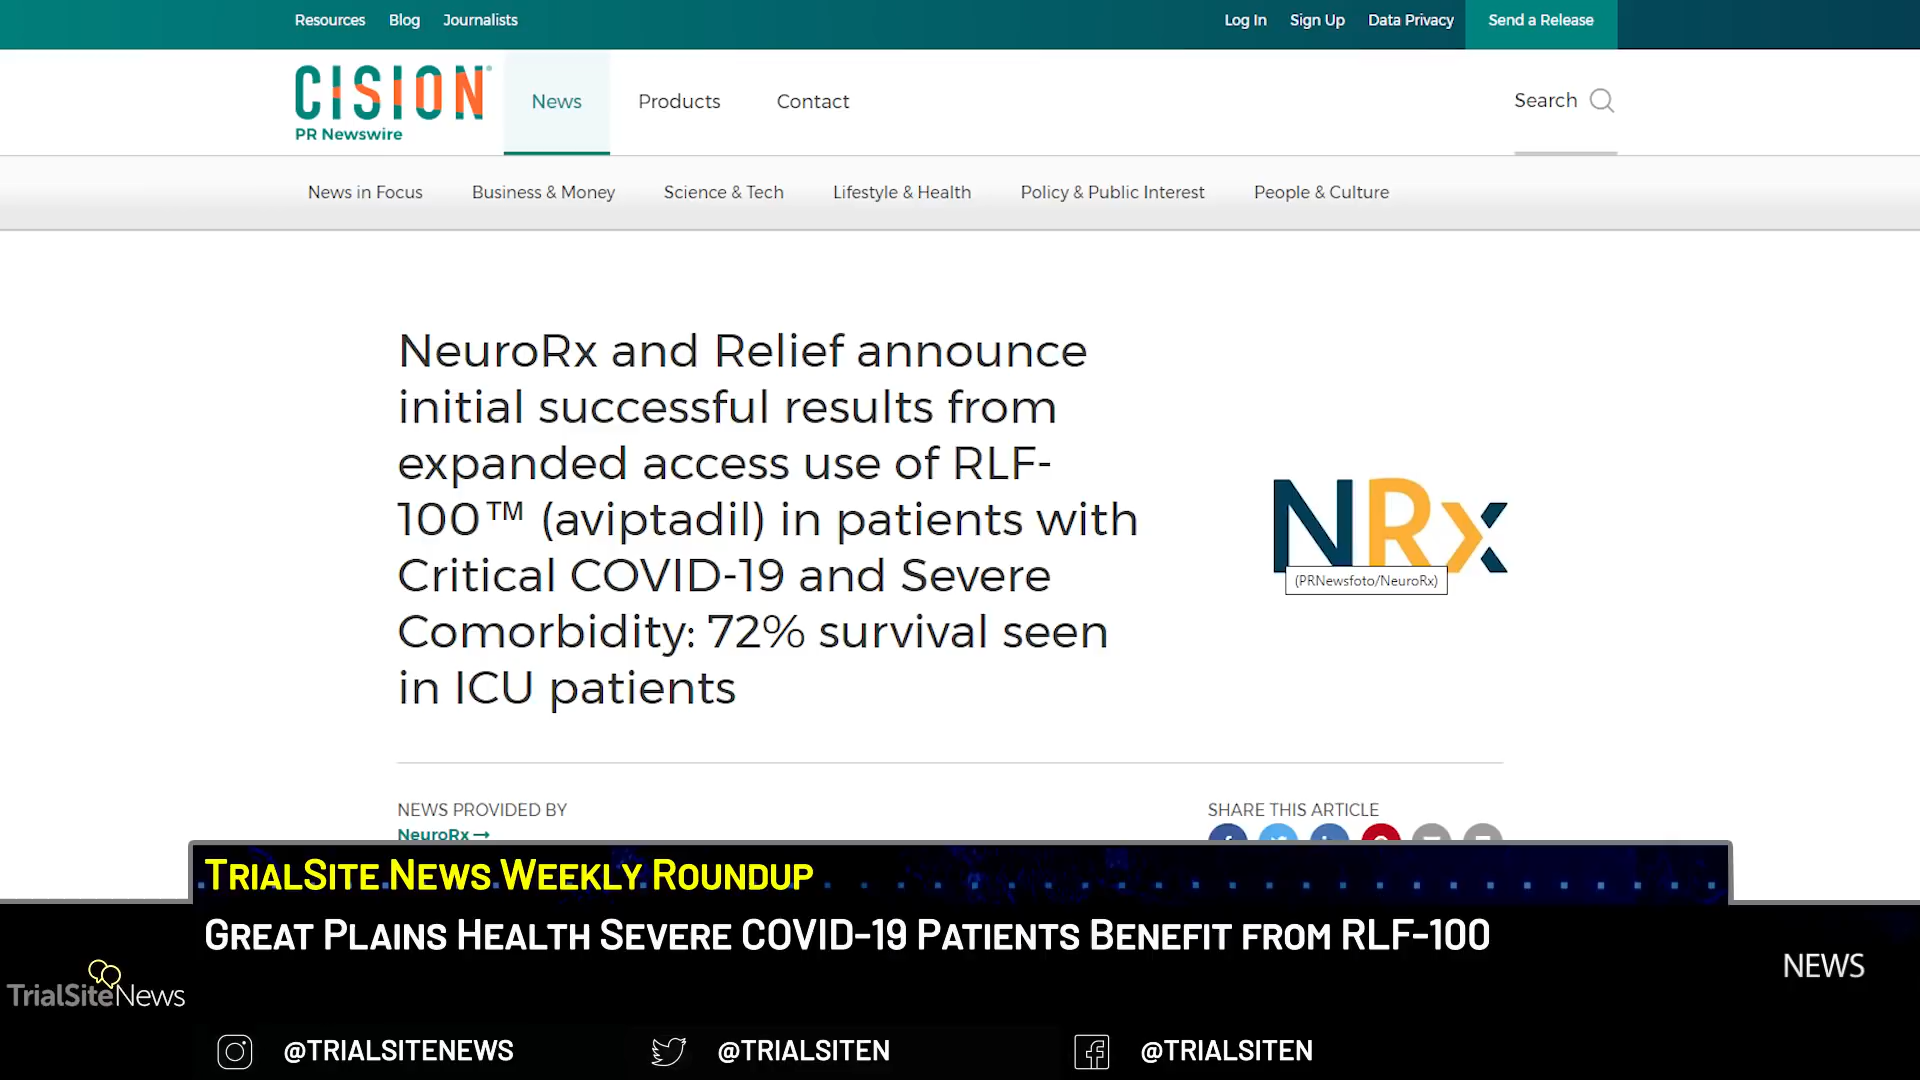 Resources Blog Journalists Log In Sign Up Data Privacy Send a Release
CISION
PR Newswire
News Products Contact Search
News in Focus Business & Money Science & Tech Lifestyle & Health Policy & Public Interest People & Culture
NeuroRx and Relief announce
initial successful results from
expanded access use of RLF-
100™ (aviptadil) in patients with
Critical COVID-19 and Severe
Comorbidity: 72% survival seen
in ICU patients
NRx
(PRNewsfoto/NeuroRx)
NEWS PROVIDED BY
NeuroRx →
SHARE THIS ARTICLE
TrialSite News Weekly Roundup
Great Plains Health Severe COVID-19 Patients Benefit from RLF-100
TrialSiteNews
NEWS
@TRIALSITENEWS @TRIALSITEN @TRIALSITEN